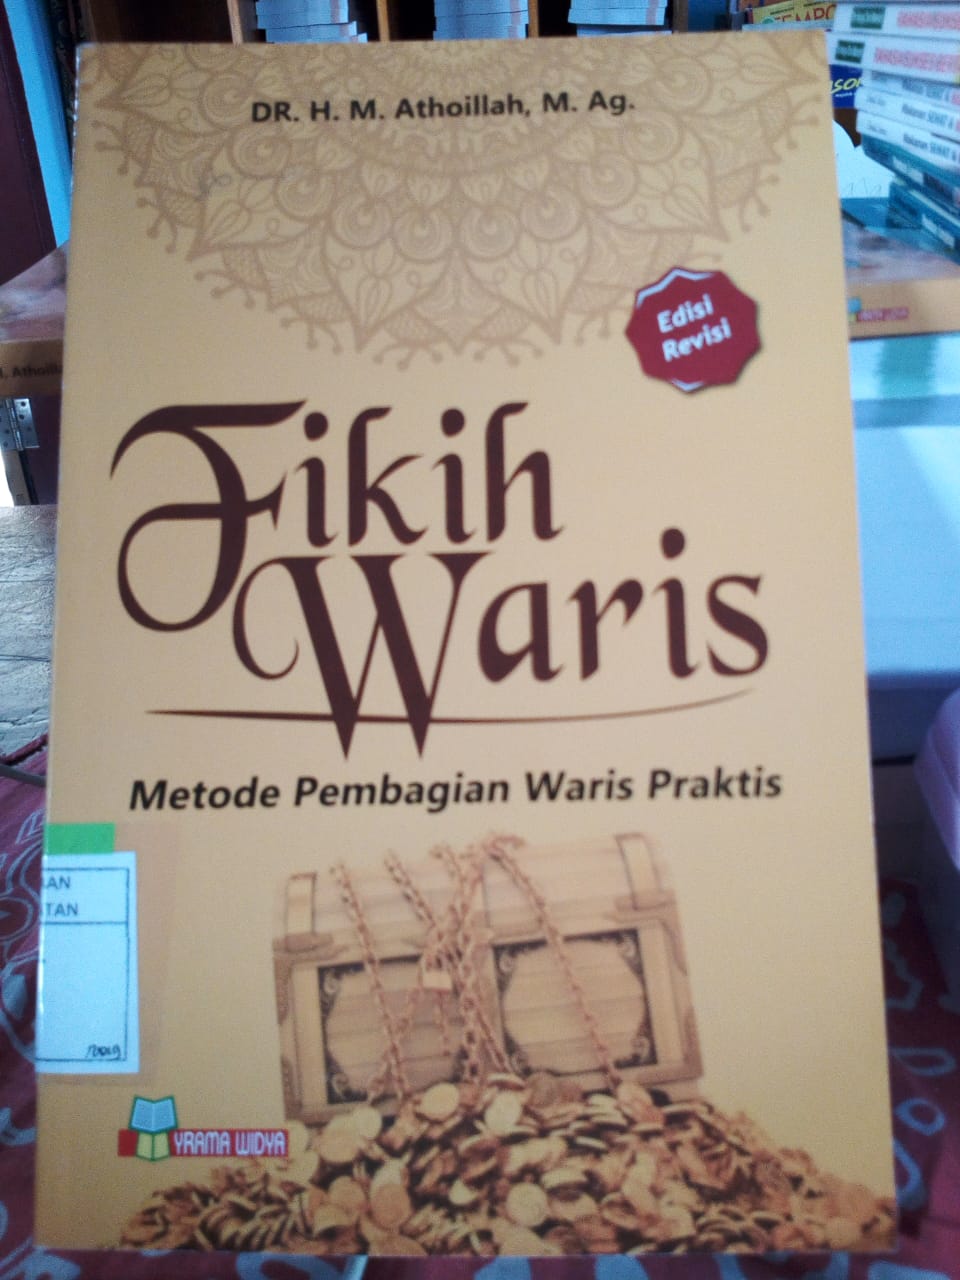 DR. H. M. Athoillah, M. Ag.
Edisi
Revisi
Fikih
Waris
Metode Pembagian Waris Praktis
YRAMA WIDYA